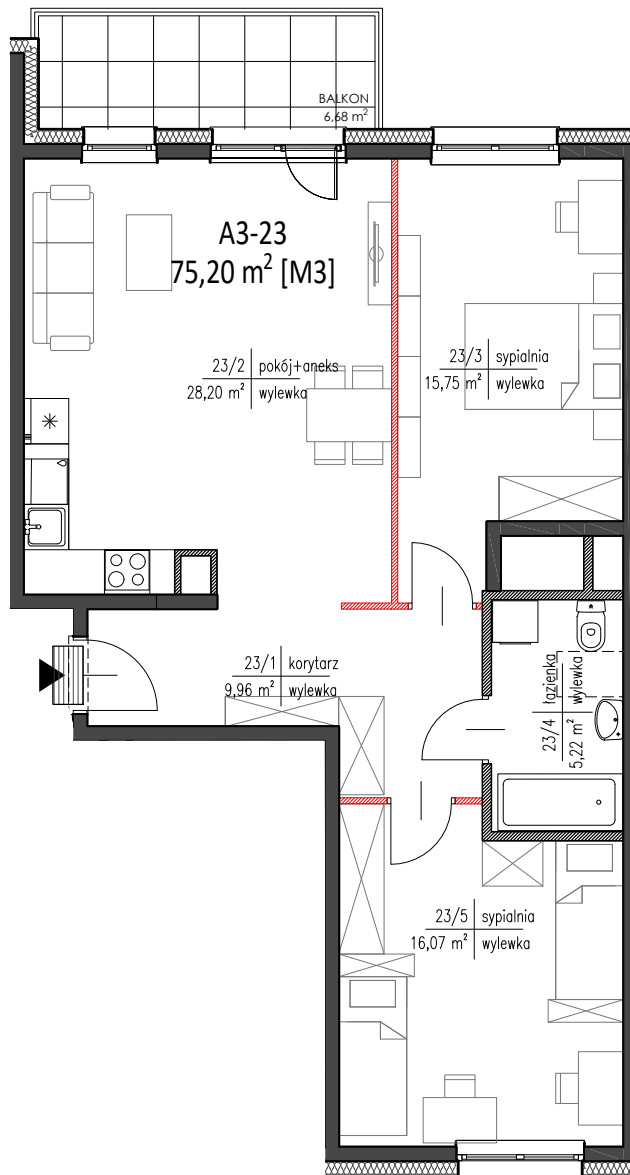 BALKON
6,68 m²
A3-23
75,20 m² [M3]
23/2 pokój+aneks
28,20 m² wylewka
23/3 sypialnia
15,75 m² wylewka
23/1 korytarz
9,96 m² wylewka
23/4 łazienka
5,22 m² wylewka
23/5 sypialnia
16,07 m² wylewka